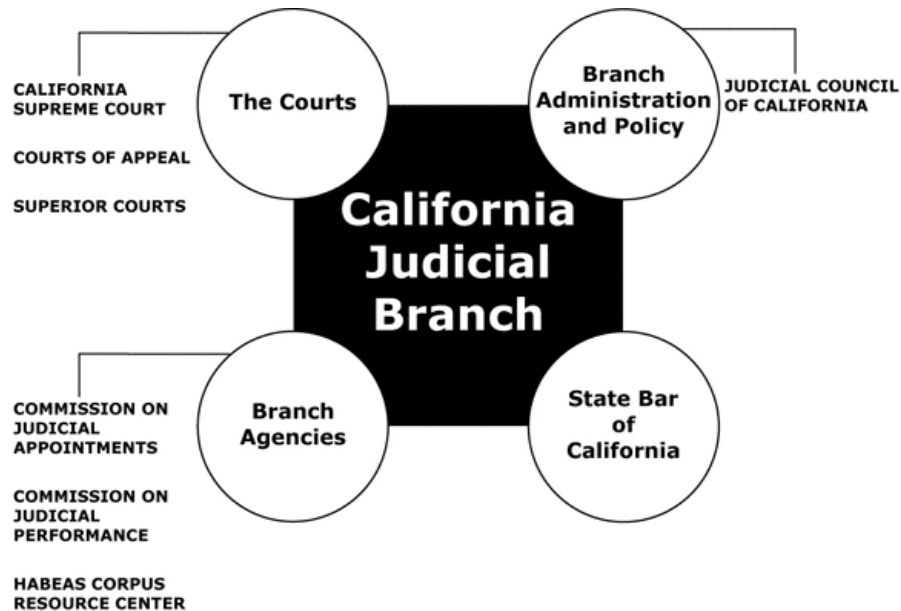 CALIFORNIA
SUPREME COURT
COURTS OF APPEAL
SUPERIOR COURTS
The Courts
Branch
Administration
and Policy
JUDICIAL COUNCIL
OF CALIFORNIA
California
Judicial
Branch
COMMISSION ON
JUDICIAL
APPOINTMENTS
COMMISSION ON
JUDICIAL
PERFORMANCE
HABEAS CORPUS
RESOURCE CENTER
Branch
Agencies
State Bar
of
California